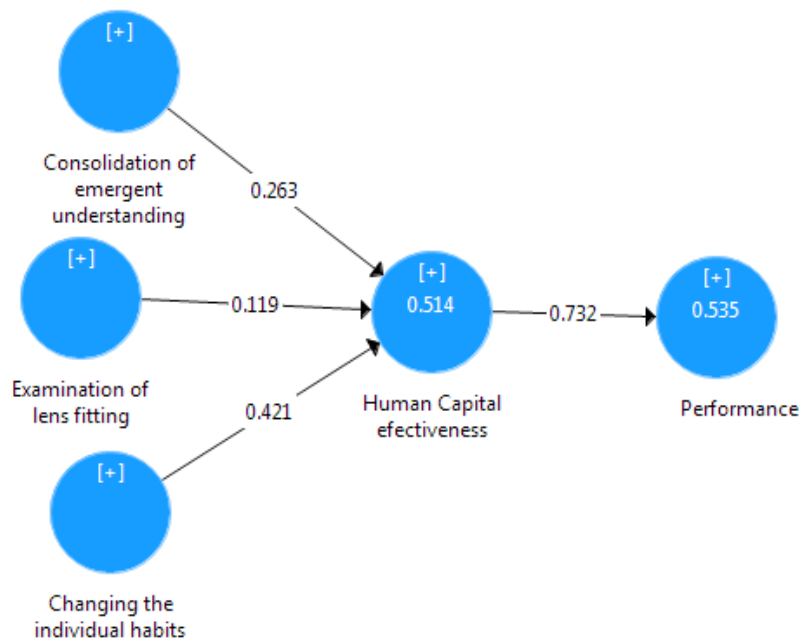 [+]
Consolidation of
emergent
understanding
0.263
[+]
Examination of
lens fitting
0.119
[+]
Changing the
individual habits
0.421
[+]
0.514
Human Capital
efectiveness
0.732
[+]
0.535
Performance